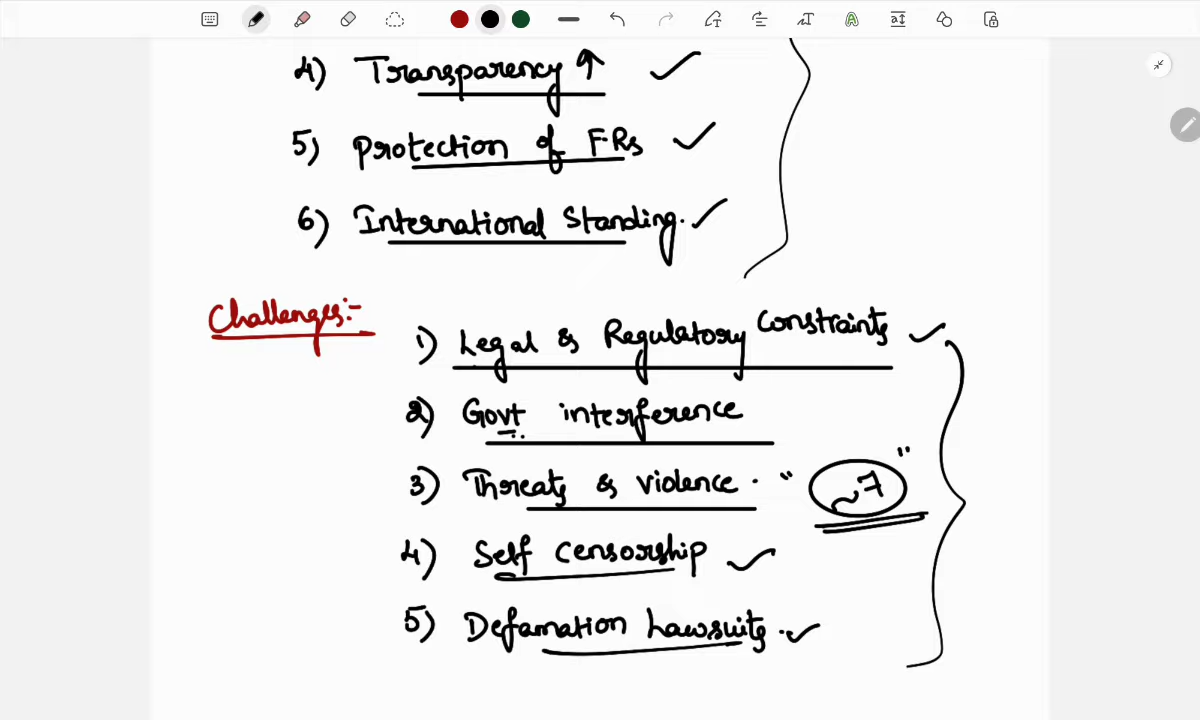 4) Transparency ↑ ✓
5) Protection of F.Rs ✓
6) International Standing. ✓
Challenges:-
1) Legal & Regulatory Constraints ✓
2) Govt interference
3) Threats & violence. " ~7 "
4) Self censorship ✓
5) Defamation Lawsuits. ✓